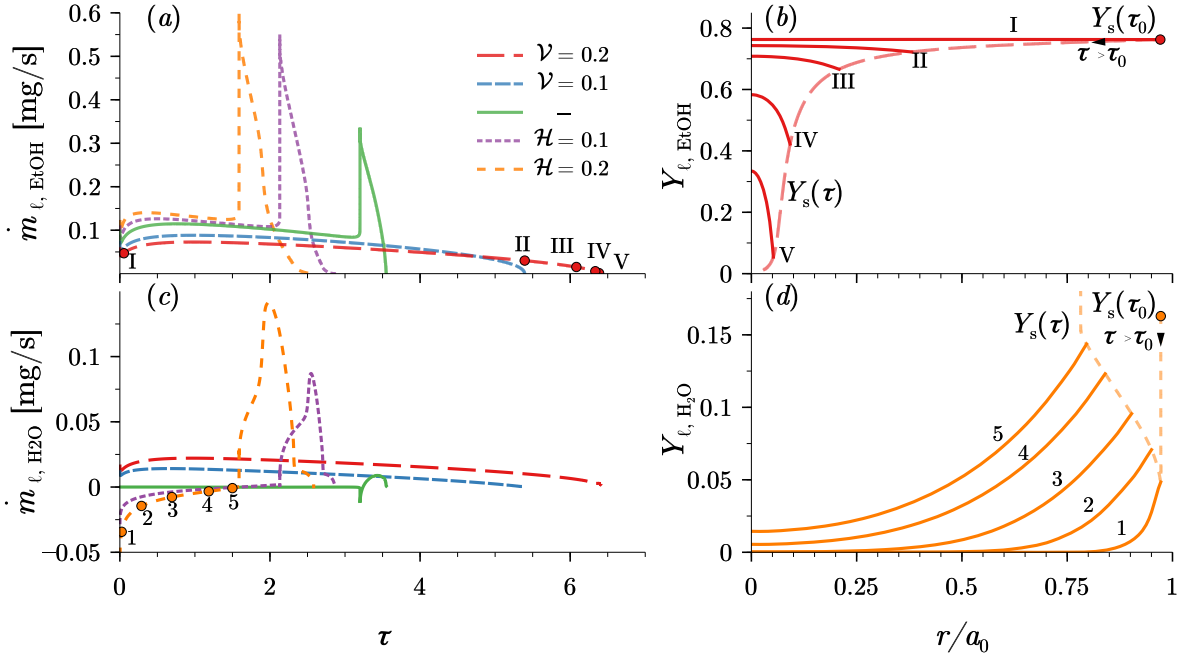 (a)
0.6
0.5
0.4
0.3
0.2
0.1
ṁ ℓ, EtOH [mg/s]
𝒱 = 0.2
𝒱 = 0.1
–
ℋ = 0.1
ℋ = 0.2
I
II
III
IV
V
(b)
0.8
0.6
0.4
0.2
0
Y ℓ, EtOH
I
Yₛ(τ₀)
τ > τ₀
II
III
IV
Yₛ(τ)
V
(c)
0.1
0.05
0
−0.05
ṁ ℓ, H2O [mg/s]
1
2
3
4
5
0
2
4
6
τ
(d)
0.15
0.1
0.05
0
Y ℓ, H₂O
Yₛ(τ)
Yₛ(τ₀)
τ > τ₀
5
4
3
2
1
0
0.25
0.5
0.75
1
r/a₀